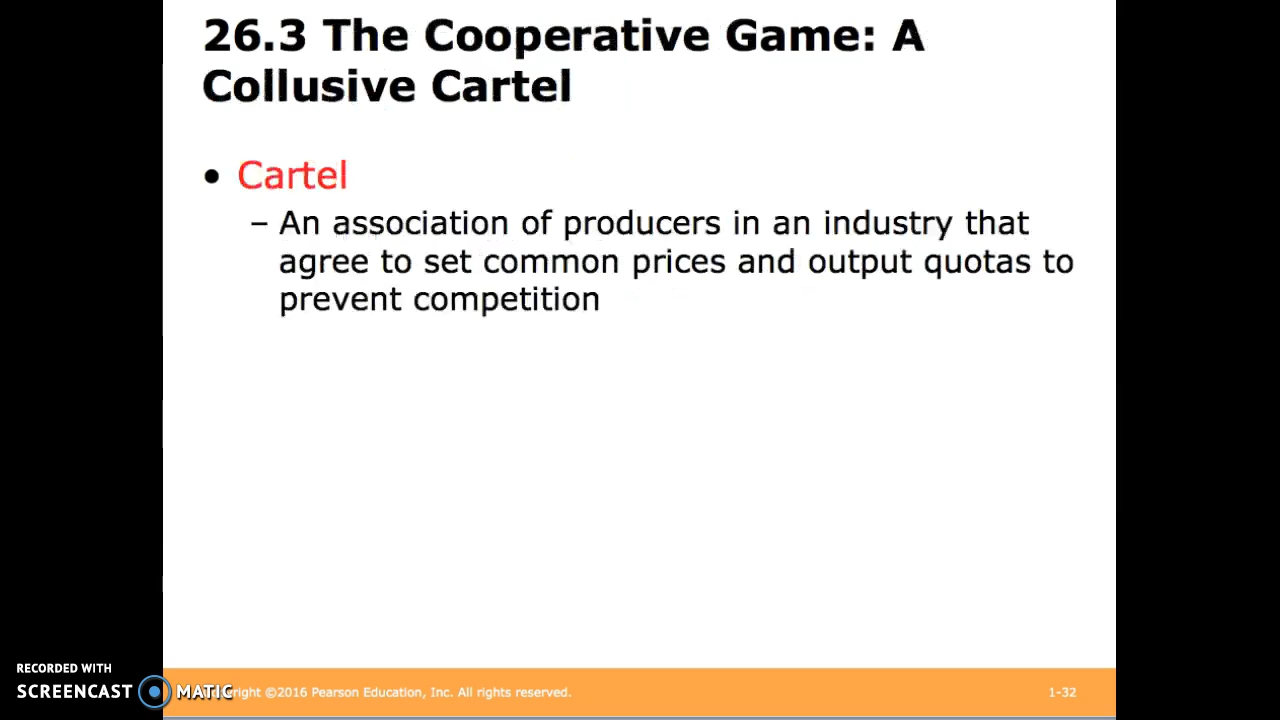 26.3 The Cooperative Game: A
Collusive Cartel
• Cartel
– An association of producers in an industry that
agree to set common prices and output quotas to
prevent competition
RECORDED WITH
SCREENCAST MATIC
right ©2016 Pearson Education, Inc. All rights reserved.
1-32